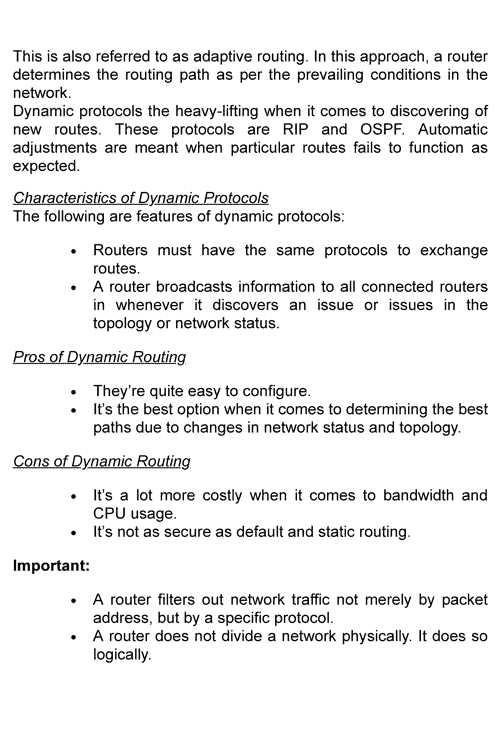 This is also referred to as adaptive routing. In this approach, a router
determines the routing path as per the prevailing conditions in the
network.
Dynamic protocols the heavy-lifting when it comes to discovering of
new routes. These protocols are RIP and OSPF. Automatic
adjustments are meant when particular routes fails to function as
expected.
Characteristics of Dynamic Protocols
The following are features of dynamic protocols:
• Routers must have the same protocols to exchange
routes.
• A router broadcasts information to all connected routers
in whenever it discovers an issue or issues in the
topology or network status.
Pros of Dynamic Routing
• They’re quite easy to configure.
• It’s the best option when it comes to determining the best
paths due to changes in network status and topology.
Cons of Dynamic Routing
• It’s a lot more costly when it comes to bandwidth and
CPU usage.
• It’s not as secure as default and static routing.
Important:
• A router filters out network traffic not merely by packet
address, but by a specific protocol.
• A router does not divide a network physically. It does so
logically.